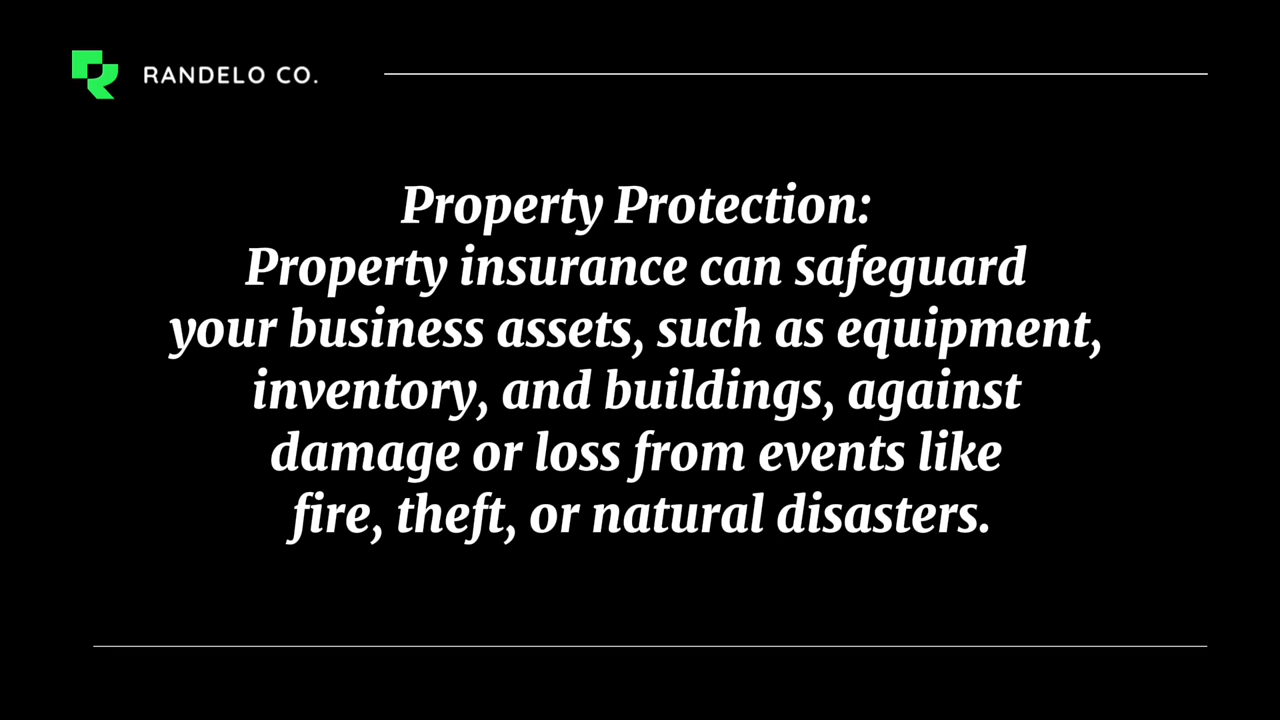 RANDELO CO.
Property Protection:
Property insurance can safeguard
your business assets, such as equipment,
inventory, and buildings, against
damage or loss from events like
fire, theft, or natural disasters.